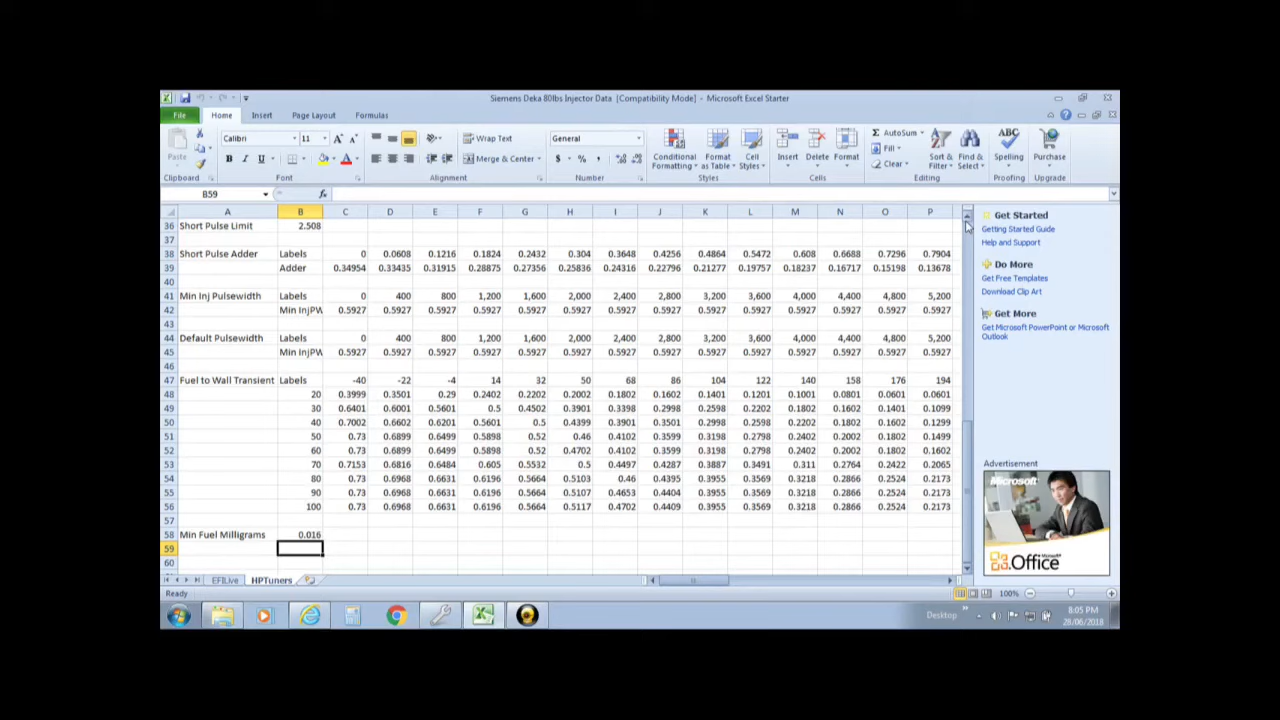 Siemens Deka 80lbs Injector Data [Compatibility Mode] - Microsoft Excel Starter
File Home Insert Page Layout Formulas
Paste Calibri 11 A A Wrap Text General Conditional Formatting Format as Table Cell Styles Insert Delete Format AutoSum Fill Clear Sort & Filter Find & Select Spelling Purchase
B I U A Merge & Center $ % ,
Clipboard Font Alignment Number Styles Cells Editing Proofing Upgrade
B59 fx
A B C D E F G H I J K L M N O P
36 Short Pulse Limit 2.508
37
38 Short Pulse Adder Labels 0 0.0608 0.1216 0.1824 0.2432 0.304 0.3648 0.4256 0.4864 0.5472 0.608 0.6688 0.7296 0.7904
39 Adder 0.34954 0.33435 0.31915 0.28875 0.27356 0.25836 0.24316 0.22796 0.21277 0.19757 0.18237 0.16717 0.15198 0.13678
40
41 Min Inj Pulsewidth Labels 0 400 800 1,200 1,600 2,000 2,400 2,800 3,200 3,600 4,000 4,400 4,800 5,200
42 Min InjPW 0.5927 0.5927 0.5927 0.5927 0.5927 0.5927 0.5927 0.5927 0.5927 0.5927 0.5927 0.5927 0.5927 0.5927
43
44 Default Pulsewidth Labels 0 400 800 1,200 1,600 2,000 2,400 2,800 3,200 3,600 4,000 4,400 4,800 5,200
45 Min InjPW 0.5927 0.5927 0.5927 0.5927 0.5927 0.5927 0.5927 0.5927 0.5927 0.5927 0.5927 0.5927 0.5927 0.5927
46
47 Fuel to Wall Transient Labels -40 -22 -4 14 32 50 68 86 104 122 140 158 176 194
48 20 0.3999 0.3501 0.29 0.2402 0.2202 0.2002 0.1802 0.1602 0.1401 0.1201 0.1001 0.0801 0.0601 0.0601
49 30 0.6401 0.6001 0.5601 0.5 0.4502 0.3901 0.3398 0.2998 0.2598 0.2202 0.1802 0.1602 0.1401 0.1099
50 40 0.7002 0.6602 0.6201 0.5601 0.5 0.4399 0.3901 0.3501 0.2998 0.2598 0.2202 0.1802 0.1602 0.1299
51 50 0.73 0.6899 0.6499 0.5898 0.52 0.46 0.4102 0.3599 0.3198 0.2798 0.2402 0.2002 0.1802 0.1499
52 60 0.73 0.6899 0.6499 0.5898 0.52 0.4702 0.4102 0.3599 0.3198 0.2798 0.2402 0.2002 0.1802 0.1602
53 70 0.7153 0.6816 0.6484 0.605 0.5532 0.5 0.4497 0.4287 0.3887 0.3491 0.311 0.2764 0.2422 0.2065
54 80 0.73 0.6968 0.6631 0.6196 0.5664 0.5103 0.46 0.4395 0.3955 0.3569 0.3218 0.2866 0.2524 0.2173
55 90 0.73 0.6968 0.6631 0.6196 0.5664 0.5107 0.4653 0.4404 0.3955 0.3569 0.3218 0.2866 0.2524 0.2173
56 100 0.73 0.6968 0.6631 0.6196 0.5664 0.5117 0.4702 0.4409 0.3955 0.3569 0.3218 0.2866 0.2524 0.2173
57
58 Min Fuel Milligrams 0.016
59
60
EFILive HPTuners
Ready 100%
Get Started
Getting Started Guide
Help and Support
Do More
Get Free Templates
Download Clip Art
Get More
Get Microsoft PowerPoint or Microsoft
Outlook
Advertisement
Microsoft
Office
Desktop
8:05 PM
28/06/2018